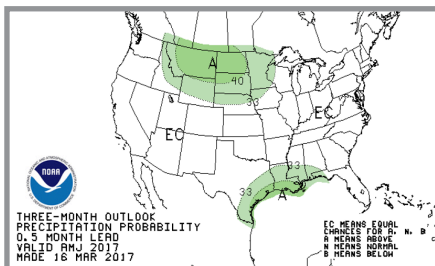 A
40
33
EC
EC
33
33
A
NOAA
THREE-MONTH OUTLOOK
PRECIPITATION PROBABILITY
0.5 MONTH LEAD
VALID AMJ 2017
MADE 16 MAR 2017
EC MEANS EQUAL
CHANCES FOR A, N, B
A MEANS ABOVE
N MEANS NORMAL
B MEANS BELOW